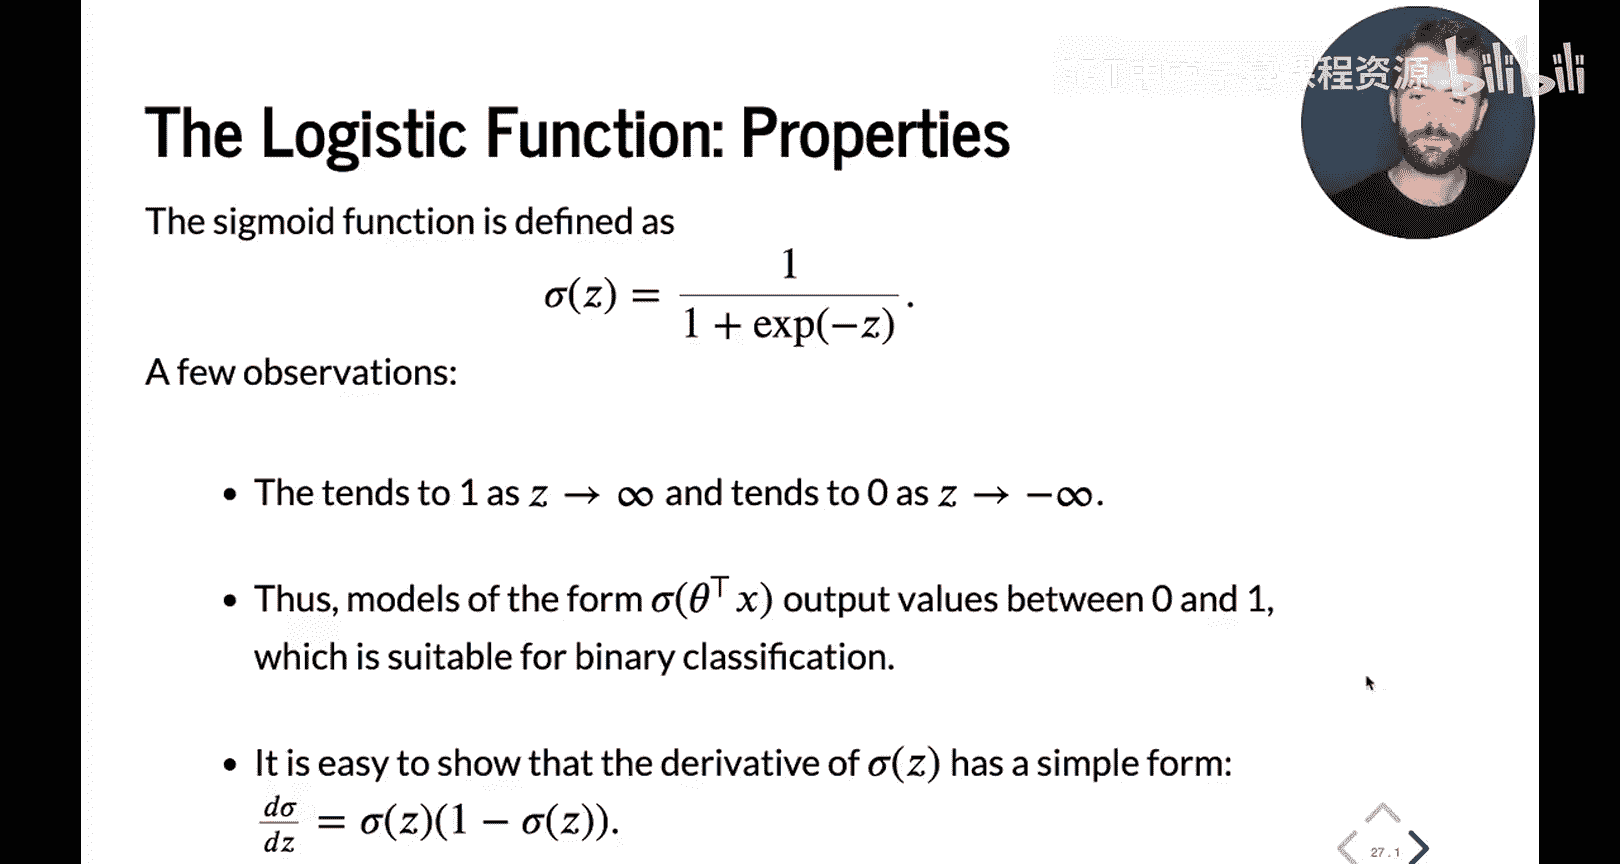 课程资源 bilibili
The Logistic Function: Properties
The sigmoid function is defined as
σ(z) = 1 / (1 + exp(−z)).
A few observations:
• The tends to 1 as z → ∞ and tends to 0 as z → −∞.
• Thus, models of the form σ(θ⊤ x) output values between 0 and 1,
which is suitable for binary classification.
• It is easy to show that the derivative of σ(z) has a simple form:
dσ/dz = σ(z)(1 − σ(z)).
27.1